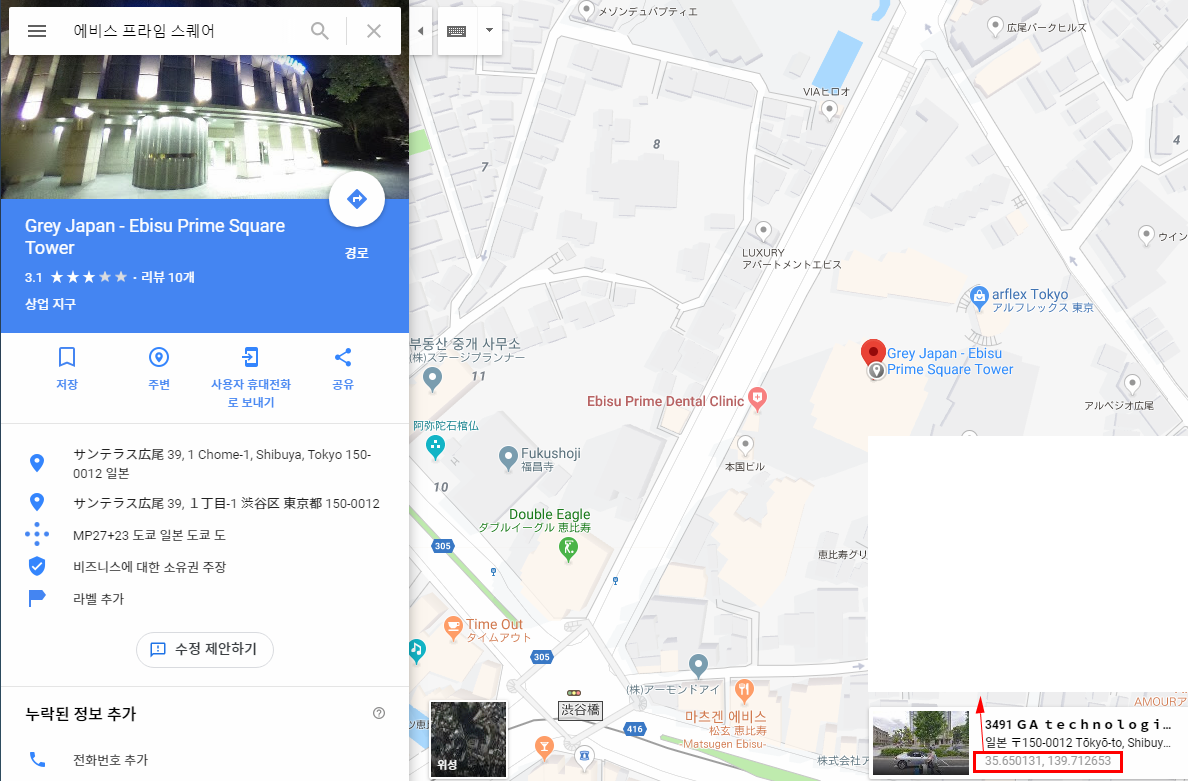 에비스 프라임 스퀘어
Grey Japan - Ebisu Prime Square
Tower
경로
3.1 ★★★★★ · 리뷰 10개
상업 지구
저장
주변
사용자 휴대전화
로 보내기
공유
サンテラス広尾 39, 1 Chome-1, Shibuya, Tokyo 150-
0012 일본
サンテラス広尾 39, 1丁目-1 渋谷区 東京都 150-0012
MP27+23 도쿄 일본 도쿄 도
비즈니스에 대한 소유권 주장
라벨 추가
수정 제안하기
누락된 정보 추가
전화번호 추가
メゾンデュパプティエ
広尾パークヒルズ
VIAヒロオ
8
7
4
LUXURY
アパートメントエビス
ウイン
arflex Tokyo
アルフレックス 東京
부동산 중개 사무소
(株)ステージプランナー
11
Grey Japan - Ebisu
Prime Square Tower
Ebisu Prime Dental Clinic
アルベジオ広尾
阿弥陀石棺仏
Fukushoji
福昌寺
本国ビル
10
Double Eagle
ダブルイーグル 恵比寿
305
恵比寿グリ
Time Out
タイムアウト
305
(株)アーモンドアイ
渋谷橋
마츠겐 에비스
松玄 恵比寿
-Matsugen Ebisu-
416
AMOURア
위성
株式会社ア
3491 GA technologi...
일본 〒150-0012 Tōkyō-to, Shibuy...
35.650131, 139.712653